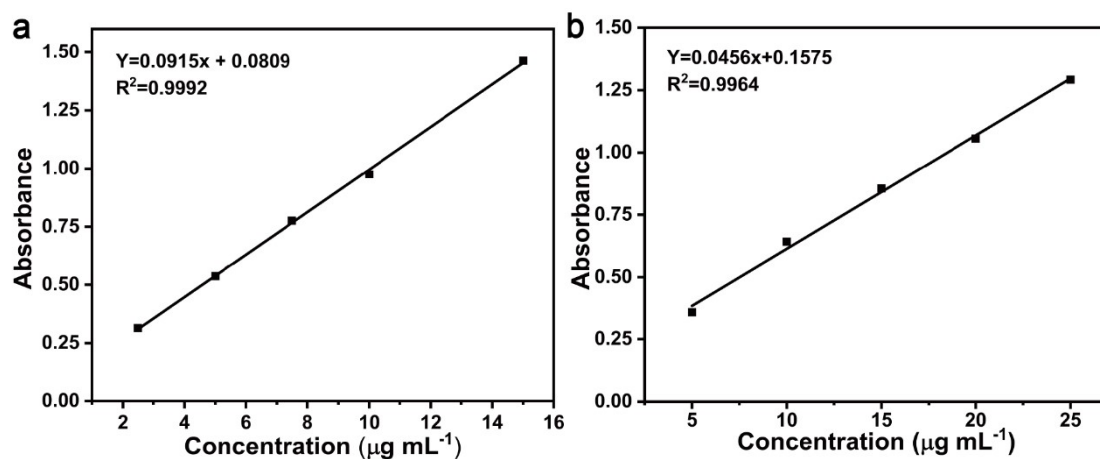 a
Y=0.0915x + 0.0809
R²=0.9992
Absorbance
1.50
1.25
1.00
0.75
0.50
0.25
0.00
2 4 6 8 10 12 14 16
Concentration (μg mL⁻¹)
b
Y=0.0456x+0.1575
R²=0.9964
Absorbance
1.50
1.25
1.00
0.75
0.50
0.25
0.00
5 10 15 20 25
Concentration (μg mL⁻¹)